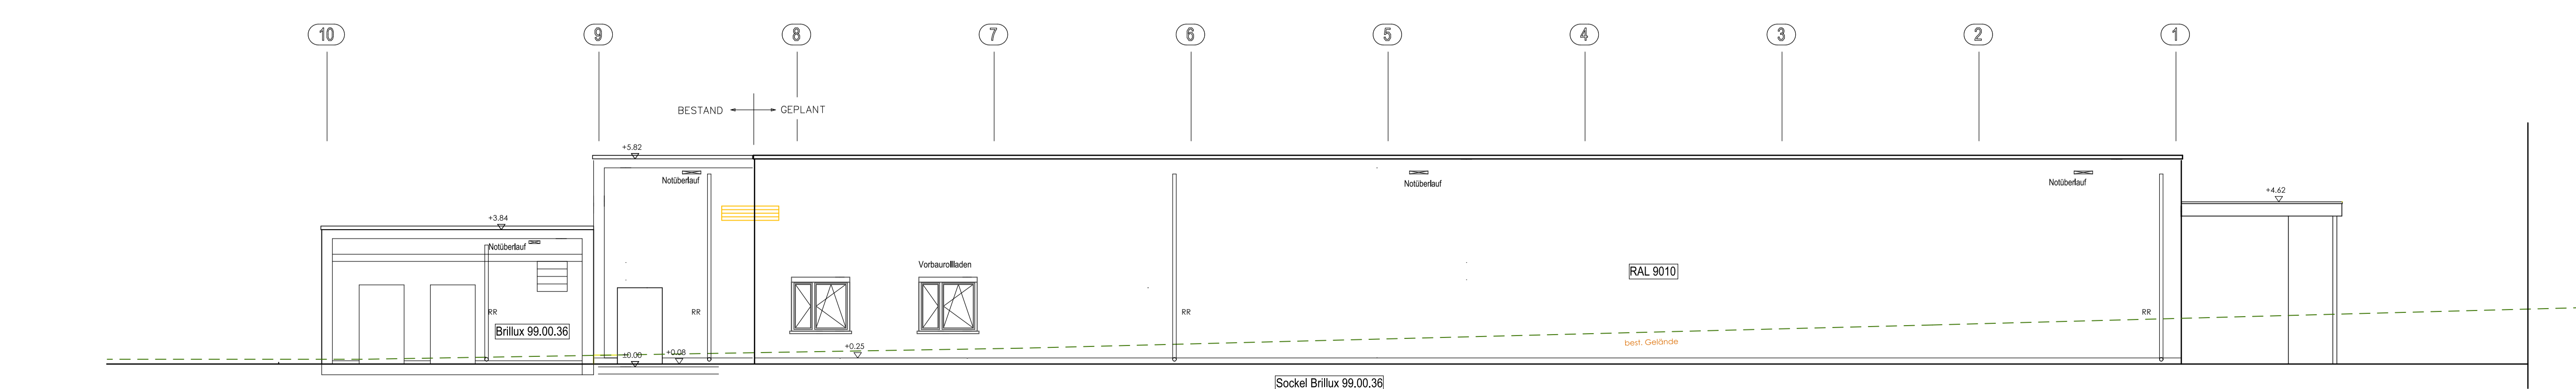 10 9 8 7 6 5 4 3 2 1
BESTAND GEPLANT
+5.82
Notüberlauf Notüberlauf Notüberlauf
+4.62
+3.84
Notüberlauf
Vorbaurollladen
RAL 9010
RR RR RR RR
Brillux 99.00.36
best. Gelände
±0.00 +0.08 +0.25
Sockel Brillux 99.00.36